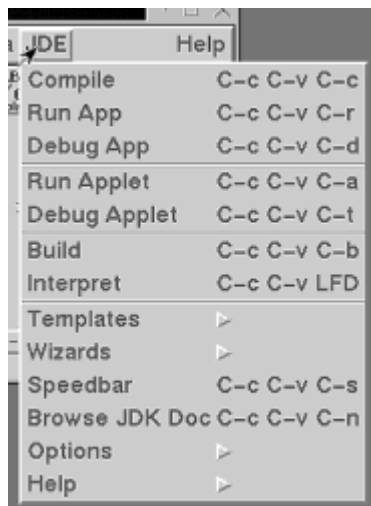 JDE Help
Compile C-c C-v C-c
Run App C-c C-v C-r
Debug App C-c C-v C-d
Run Applet C-c C-v C-a
Debug Applet C-c C-v C-t
Build C-c C-v C-b
Interpret C-c C-v LFD
Templates
Wizards
Speedbar C-c C-v C-s
Browse JDK Doc C-c C-v C-n
Options
Help